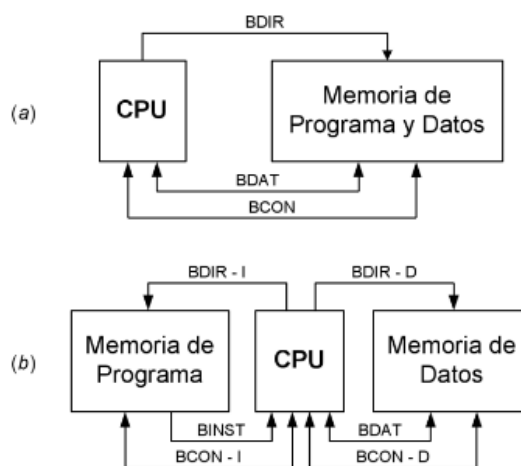 BDIR
(a)
CPU
Memoria de
Programa y Datos
BDAT
BCON
BDIR - I
BDIR - D
(b)
Memoria de
Programa
CPU
Memoria de
Datos
BINST
BDAT
BCON - I
BCON - D